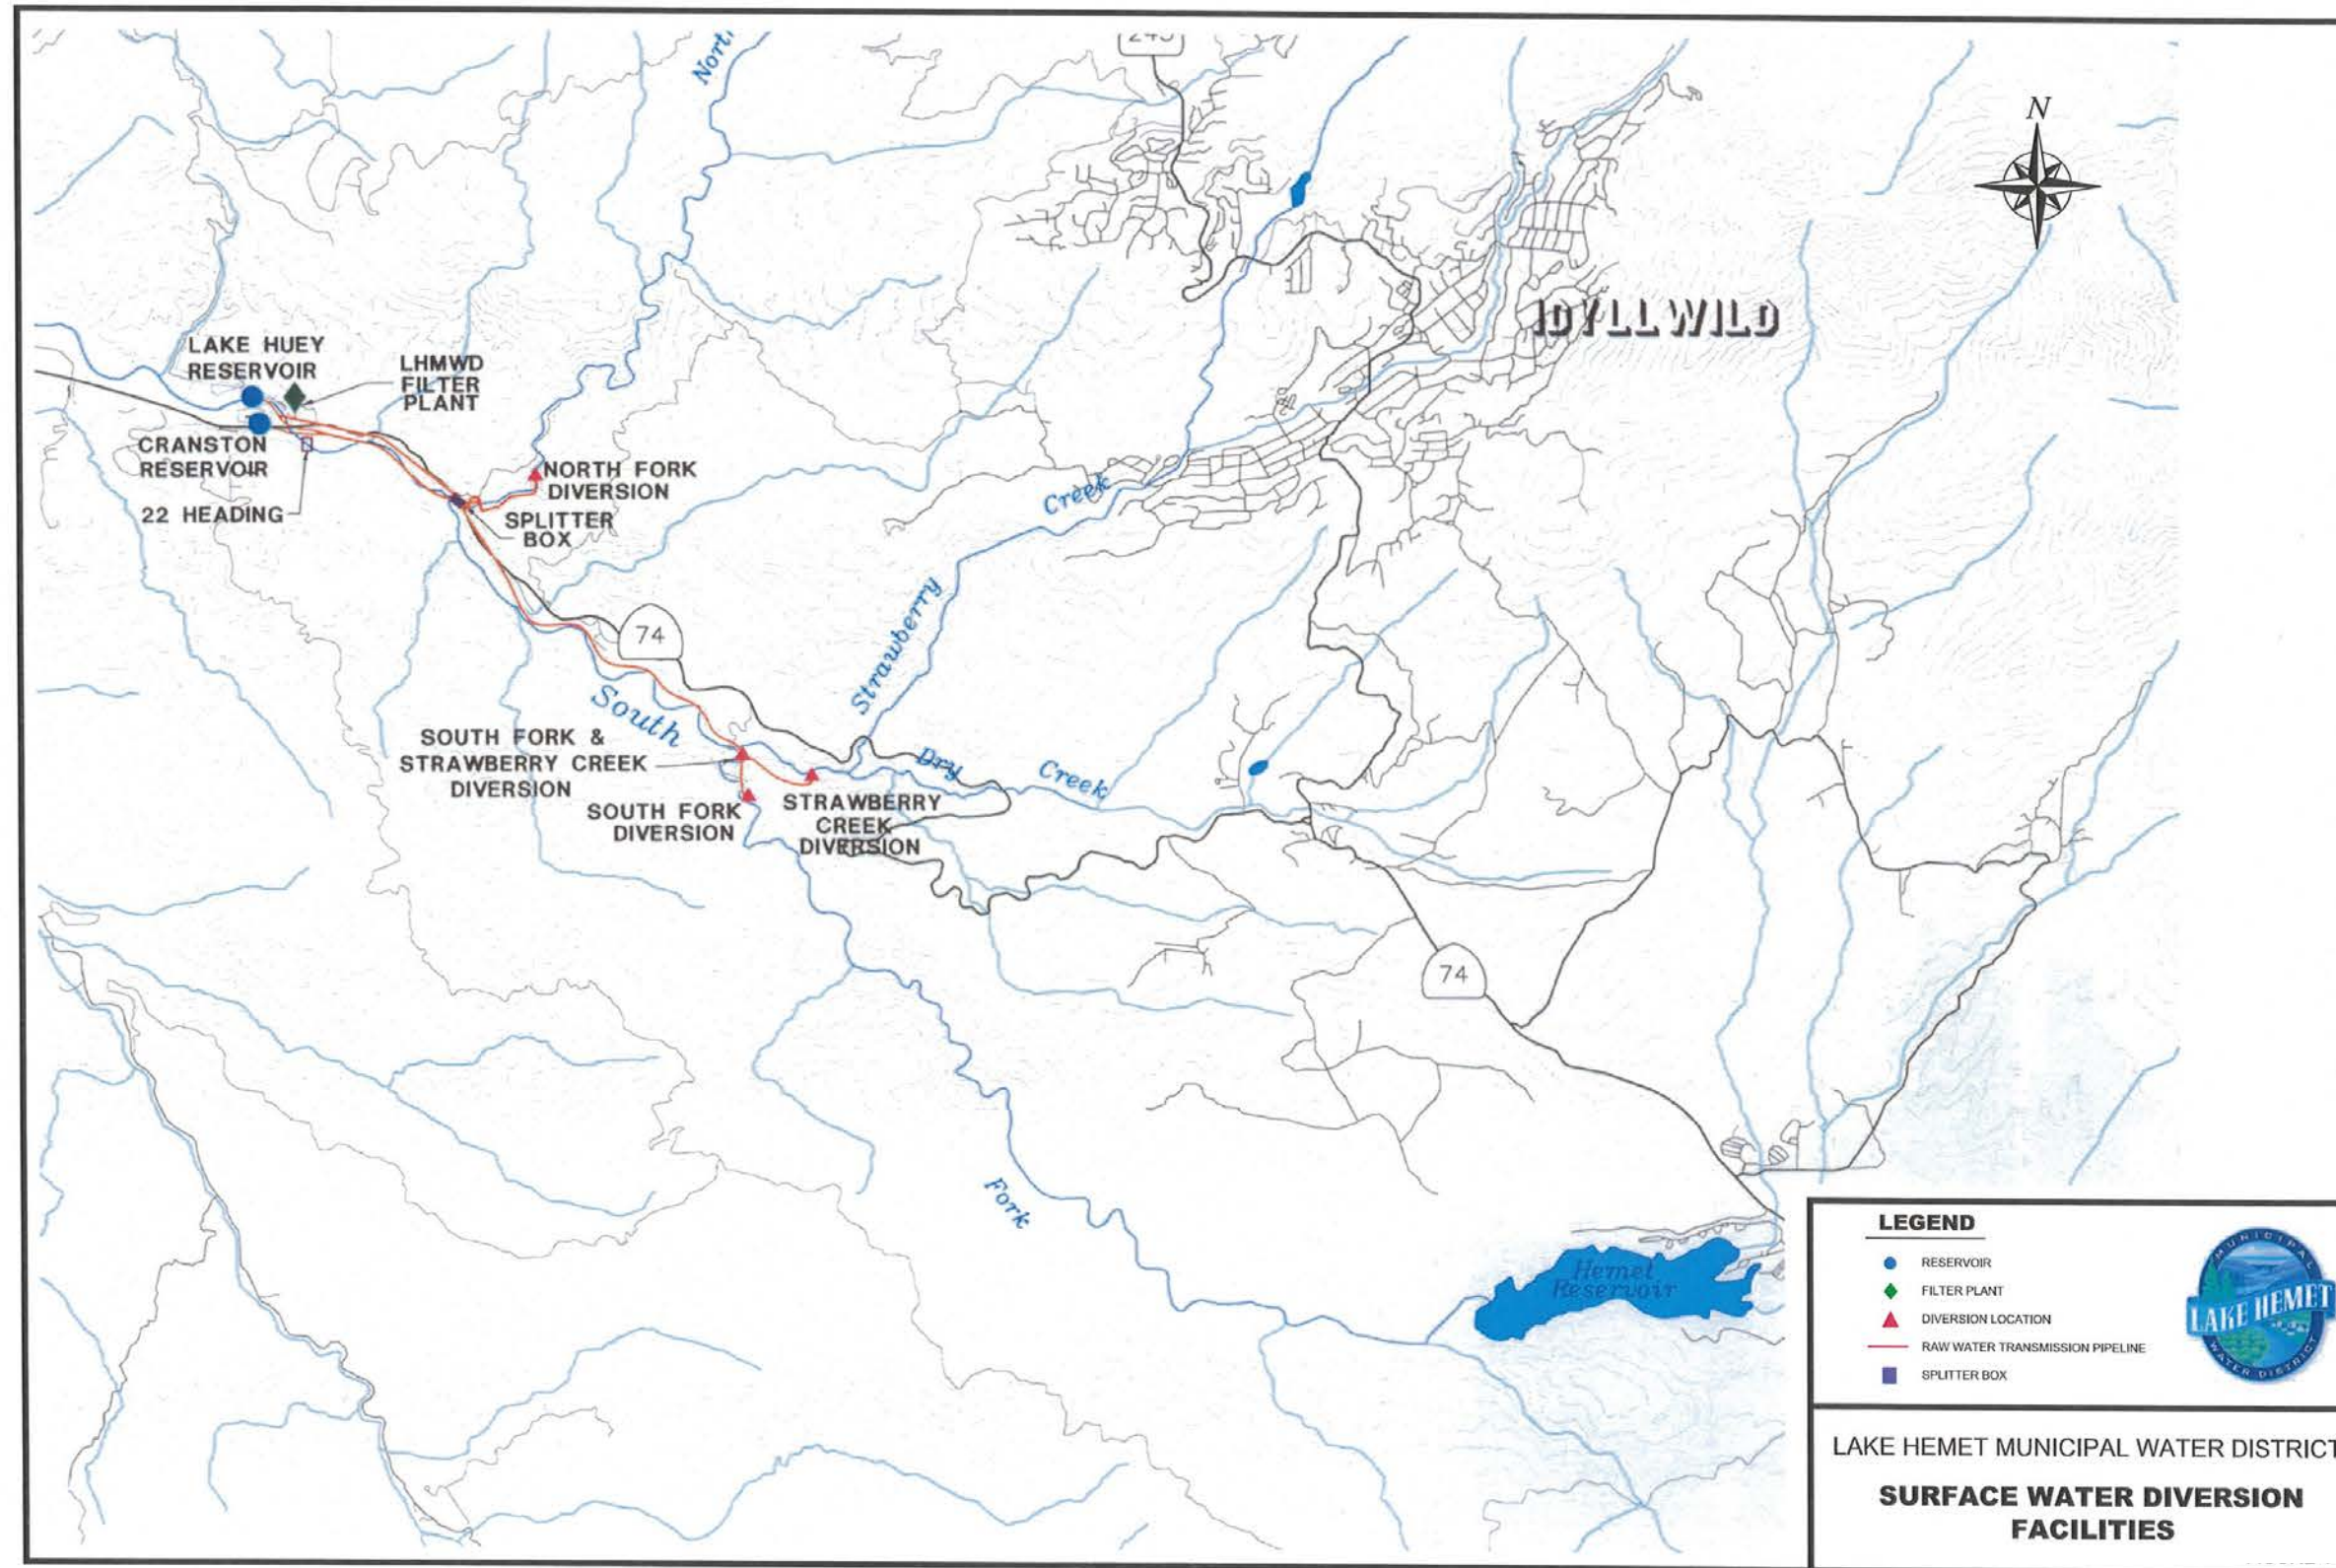 Nort
243
N
IDYLLWILD
LAKE HUEY
RESERVOIR
LHMWD
FILTER
PLANT
CRANSTON
RESERVOIR
22 HEADING
NORTH FORK
DIVERSION
SPLITTER
BOX
Creek
Strawberry
74
South
SOUTH FORK &
STRAWBERRY CREEK
DIVERSION
SOUTH FORK
DIVERSION
STRAWBERRY
CREEK
DIVERSION
Dry
Creek
74
Fork
Hemet
Reservoir
LEGEND
RESERVOIR
FILTER PLANT
DIVERSION LOCATION
RAW WATER TRANSMISSION PIPELINE
SPLITTER BOX
MUNICIPAL
LAKE HEMET
WATER DISTRICT
LAKE HEMET MUNICIPAL WATER DISTRICT
SURFACE WATER DIVERSION
FACILITIES